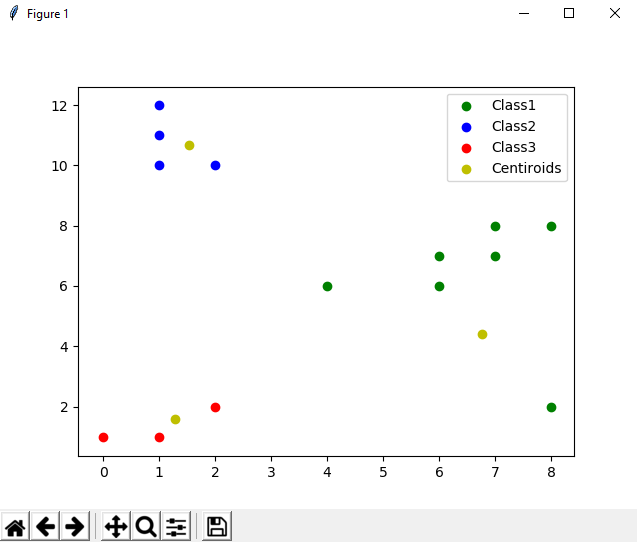 Figure 1
12
10
8
6
4
2
0 1 2 3 4 5 6 7 8
Class1
Class2
Class3
Centiroids